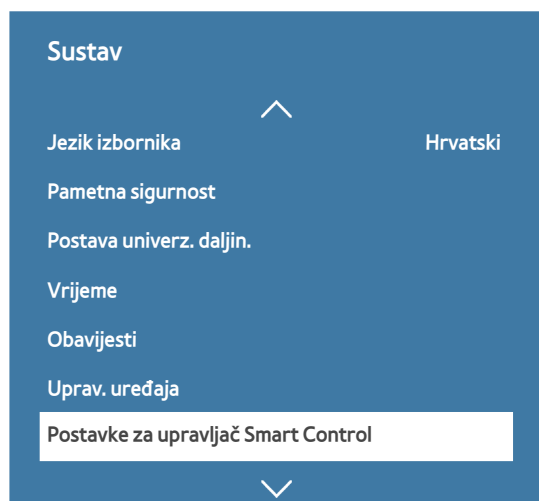 Sustav
Jezik izbornika Hrvatski
Pametna sigurnost
Postava univerz. daljin.
Vrijeme
Obavijesti
Uprav. uređaja
Postavke za upravljač Smart Control